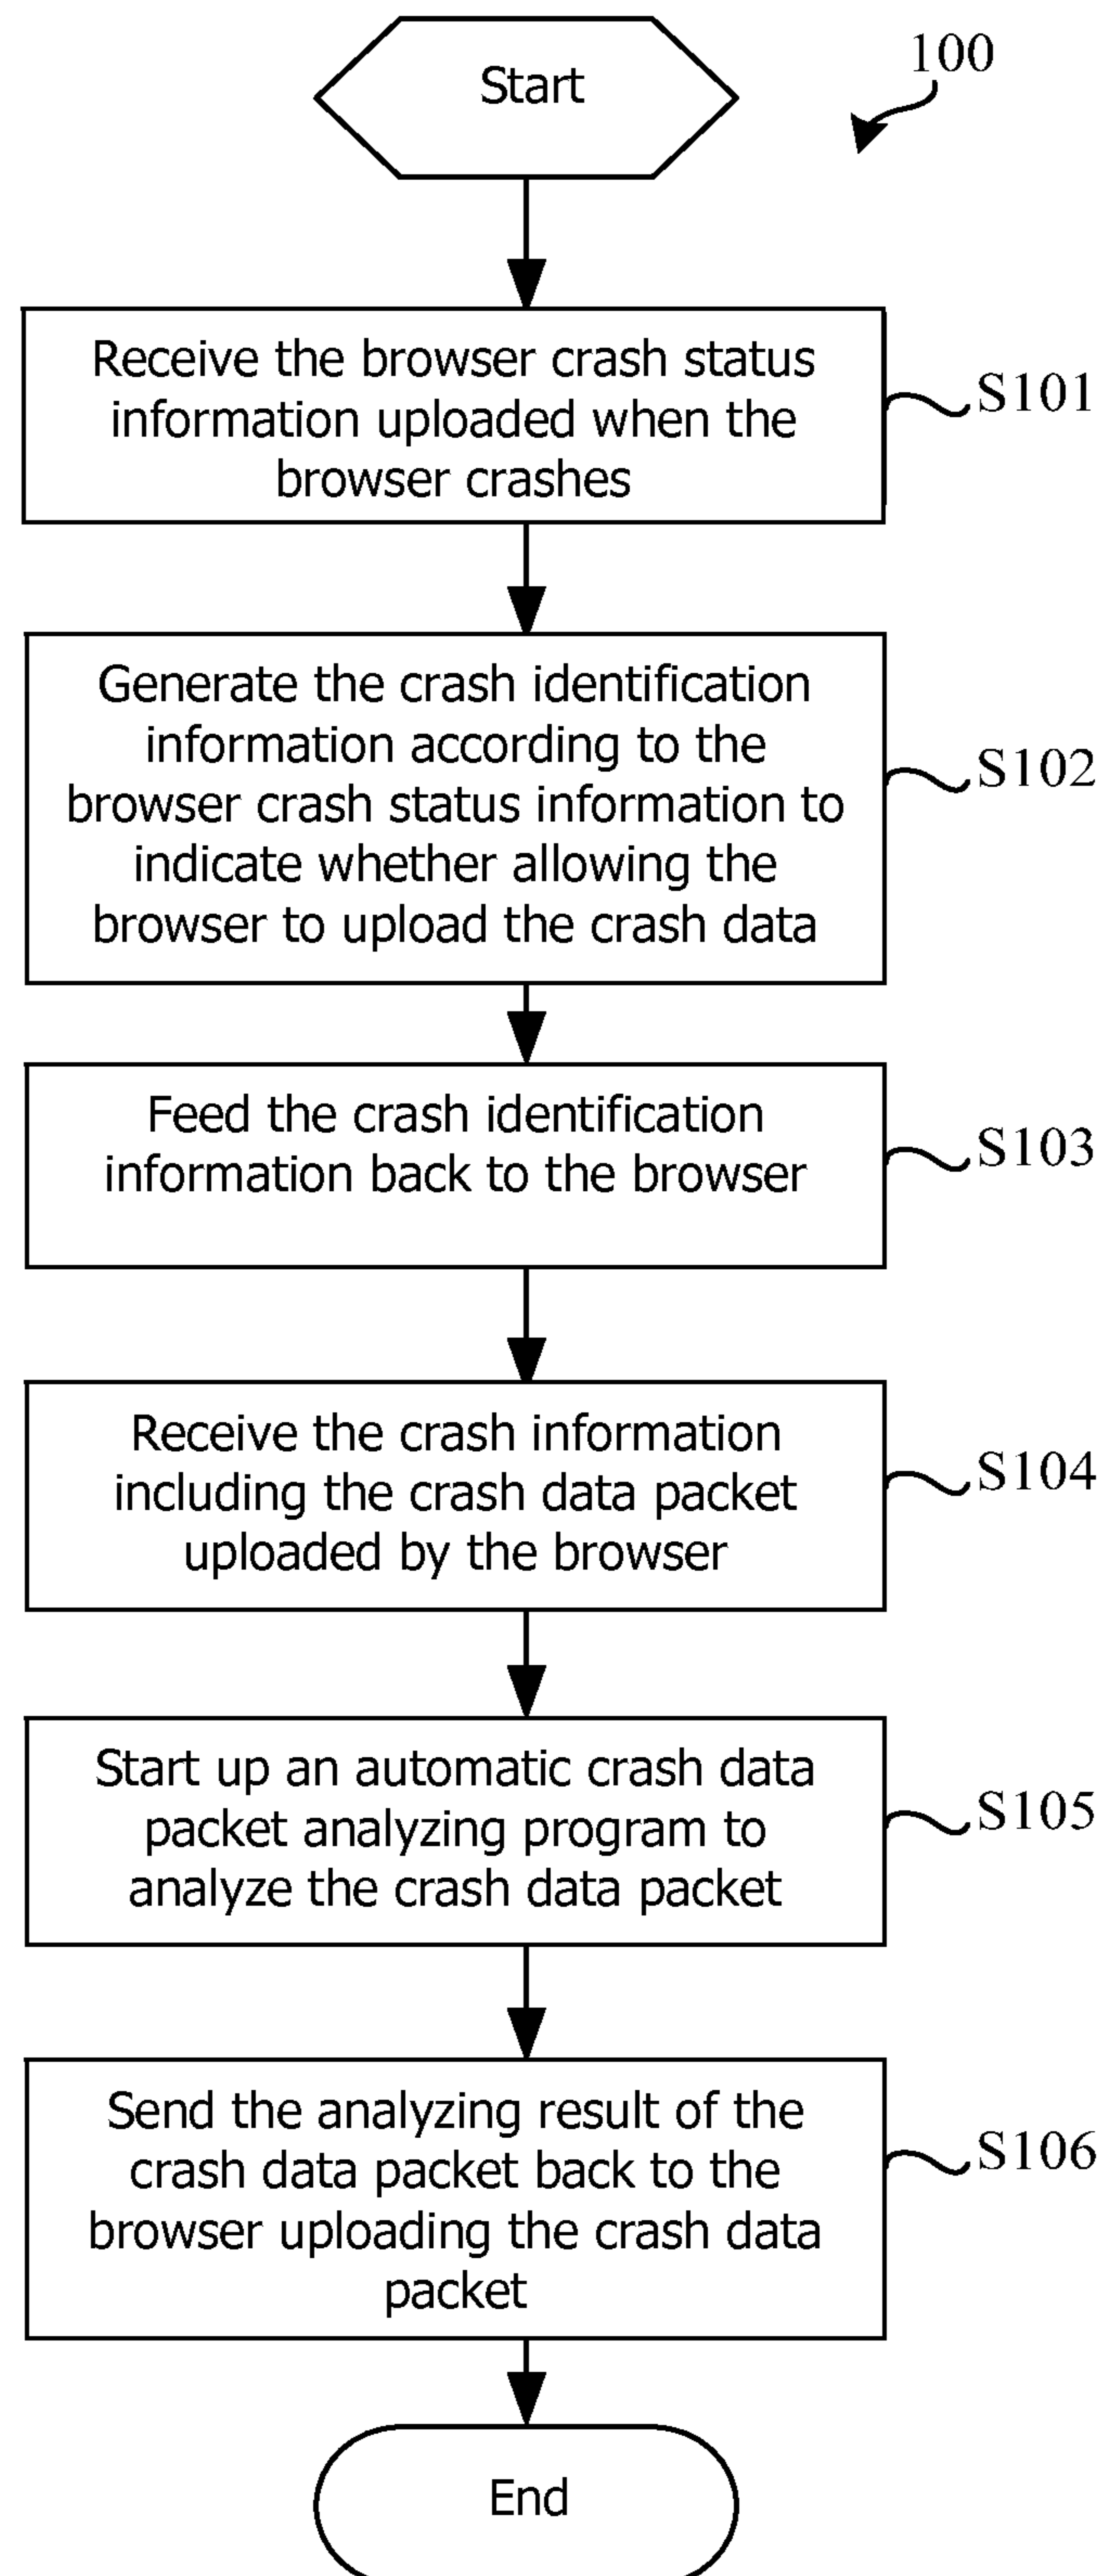 Start
100
Receive the browser crash status
information uploaded when the
browser crashes
S101
Generate the crash identification
information according to the
browser crash status information to
indicate whether allowing the
browser to upload the crash data
S102
Feed the crash identification
information back to the browser
S103
Receive the crash information
including the crash data packet
uploaded by the browser
S104
Start up an automatic crash data
packet analyzing program to
analyze the crash data packet
S105
Send the analyzing result of the
crash data packet back to the
browser uploading the crash data
packet
S106
End